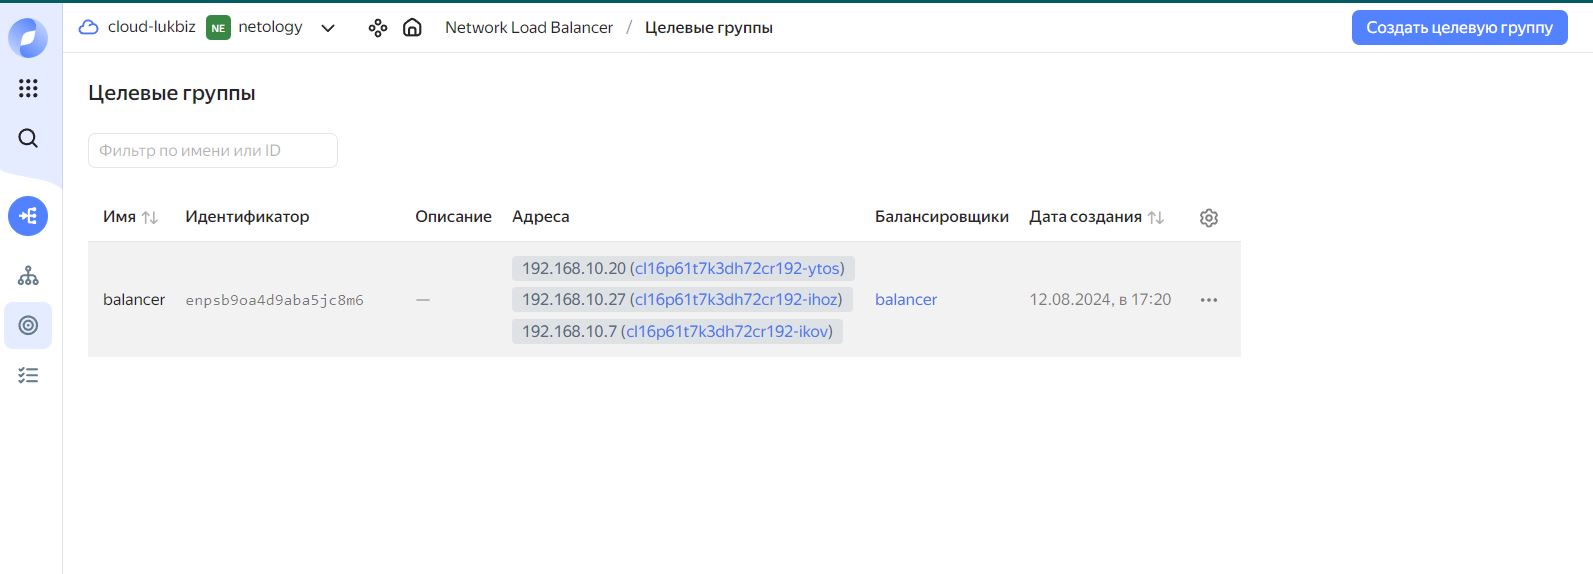 cloud-lukbiz NE netology Network Load Balancer / Целевые группы Создать целевую группу
Целевые группы
Фильтр по имени или ID
Имя Идентификатор Описание Адреса Балансировщики Дата создания
192.168.10.20 (cl16p61t7k3dh72cr192-ytos)
balancer enpsb9oa4d9aba5jc8m6 — 192.168.10.27 (cl16p61t7k3dh72cr192-ihoz) balancer 12.08.2024, в 17:20
192.168.10.7 (cl16p61t7k3dh72cr192-ikov)